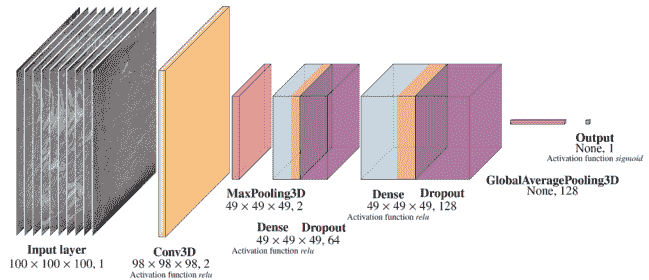 Input layer
100 × 100 × 100, 1
Conv3D
98 × 98 × 98, 2
Activation function relu
MaxPooling3D
49 × 49 × 49, 2
Dense Dropout
49 × 49 × 49, 64
Activation function relu
Dense Dropout
49 × 49 × 49, 128
Activation function relu
GlobalAveragePooling3D
None, 128
Output
None, 1
Activation function sigmoid